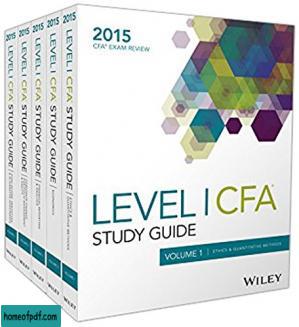 2015
LEVEL I CFA
STUDY GUIDE
2015
LEVEL I CFA
STUDY GUIDE
2015
LEVEL I CFA
STUDY GUIDE
2015
LEVEL I CFA
STUDY GUIDE
2015
LEVEL I CFA
STUDY GUIDE
2015
CFA® EXAM REVIEW
LEVEL I CFA®
STUDY GUIDE
VOLUME 1 | ETHICS & QUANTITATIVE METHODS
WILEY
homeofpdf.com